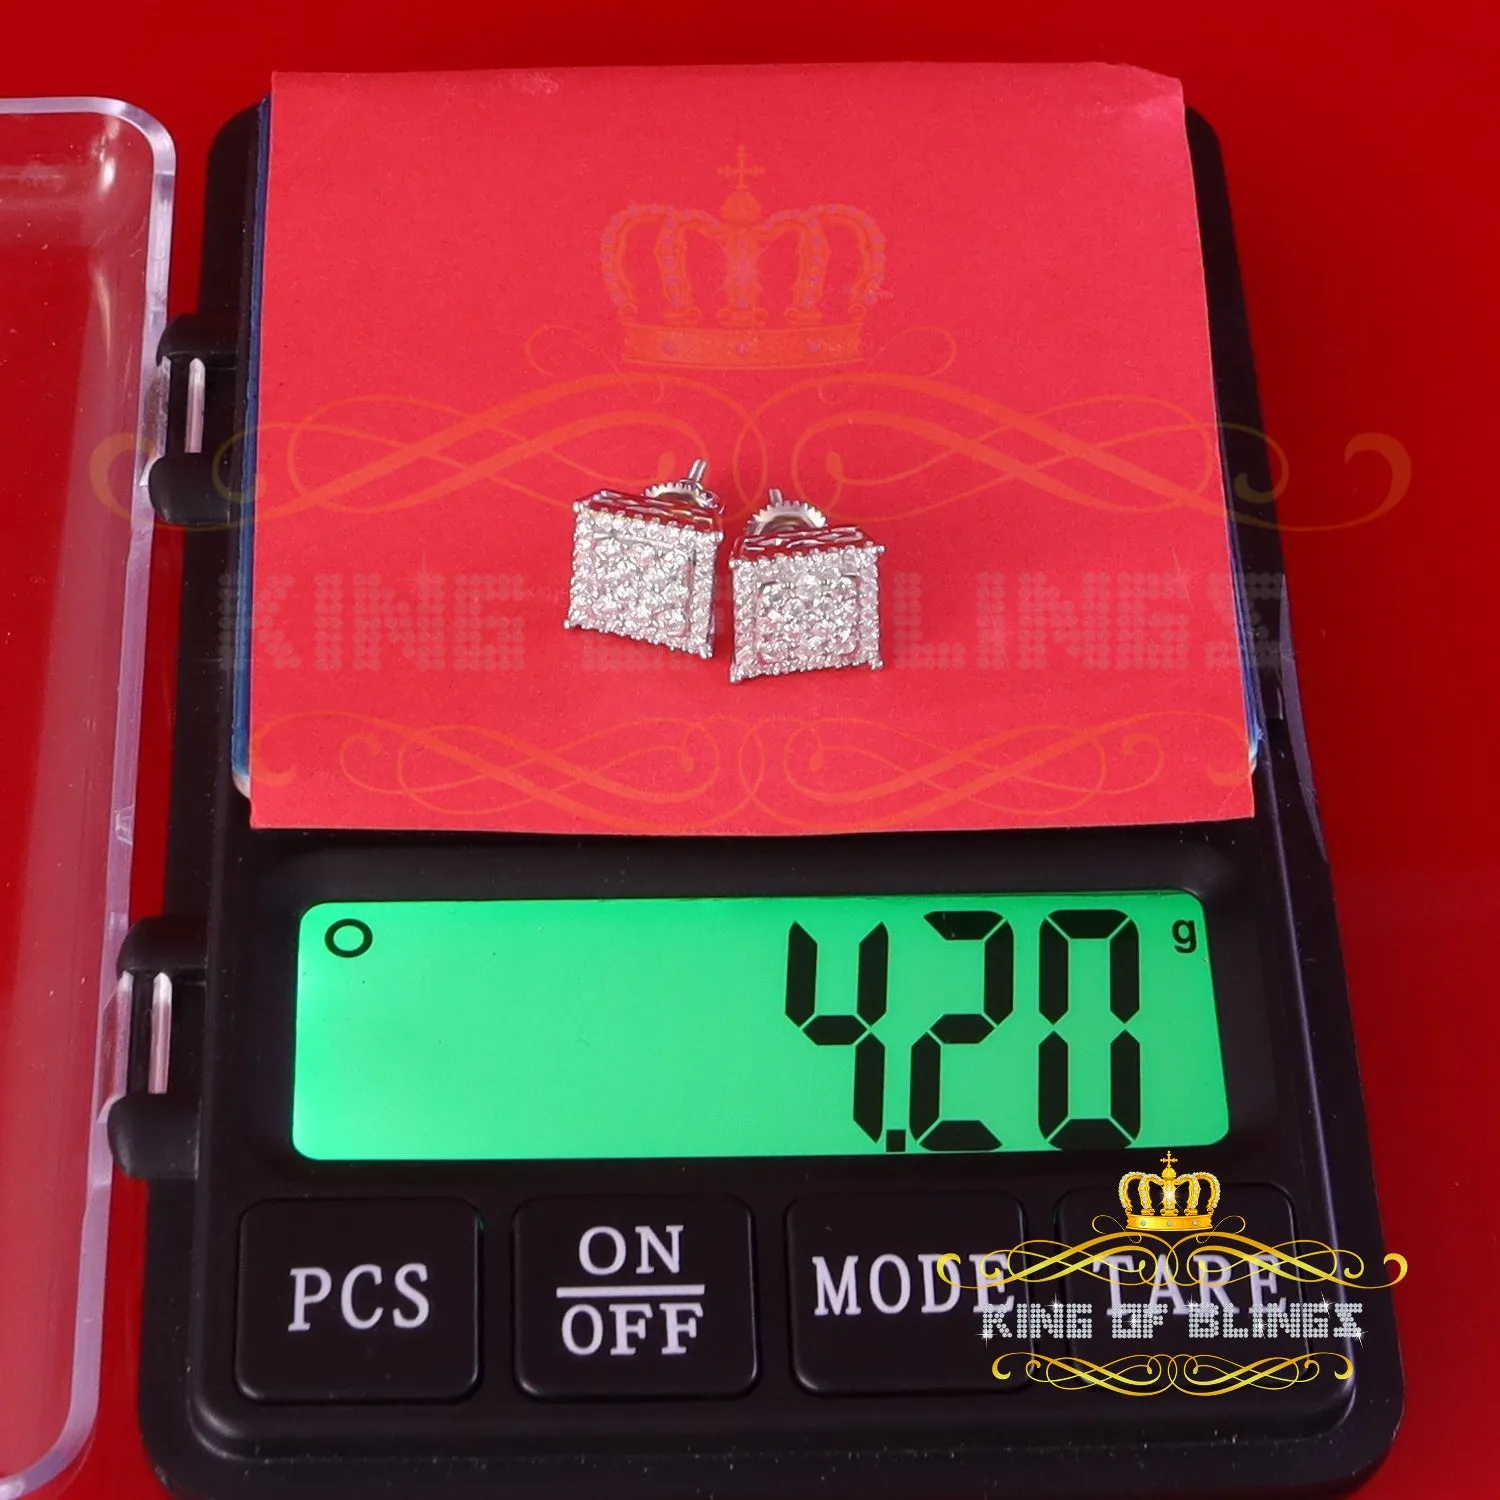 KING OF BLINGS
4.20 g
PCS
ON
OFF
MODE
TARE
KING OF BLINGS